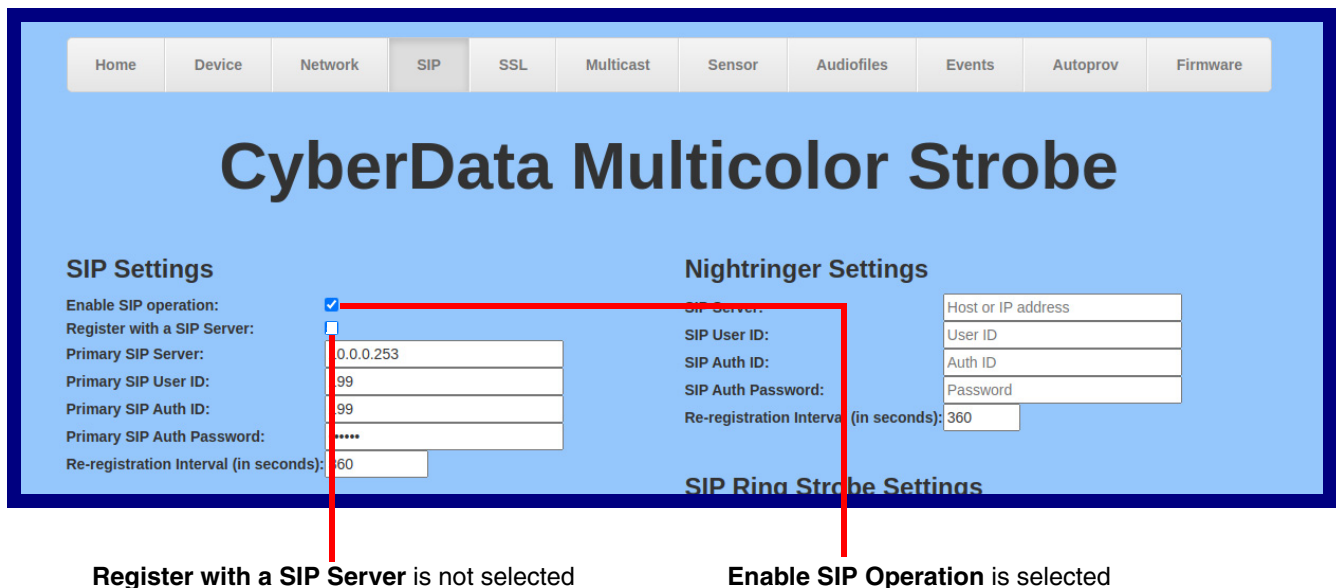 Home Device Network SIP SSL Multicast Sensor Audiofiles Events Autoprov Firmware
CyberData Multicolor Strobe
SIP Settings
Enable SIP operation:
Register with a SIP Server:
Primary SIP Server: .0.0.253
Primary SIP User ID: 99
Primary SIP Auth ID: 99
Primary SIP Auth Password: •••••
Re-registration Interval (in seconds): 360
Nightringer Settings
SIP Server: Host or IP address
SIP User ID: User ID
SIP Auth ID: Auth ID
SIP Auth Password: Password
Re-registration Interval (in seconds): 360
SIP Ring Strobe Settings
Register with a SIP Server is not selected
Enable SIP Operation is selected